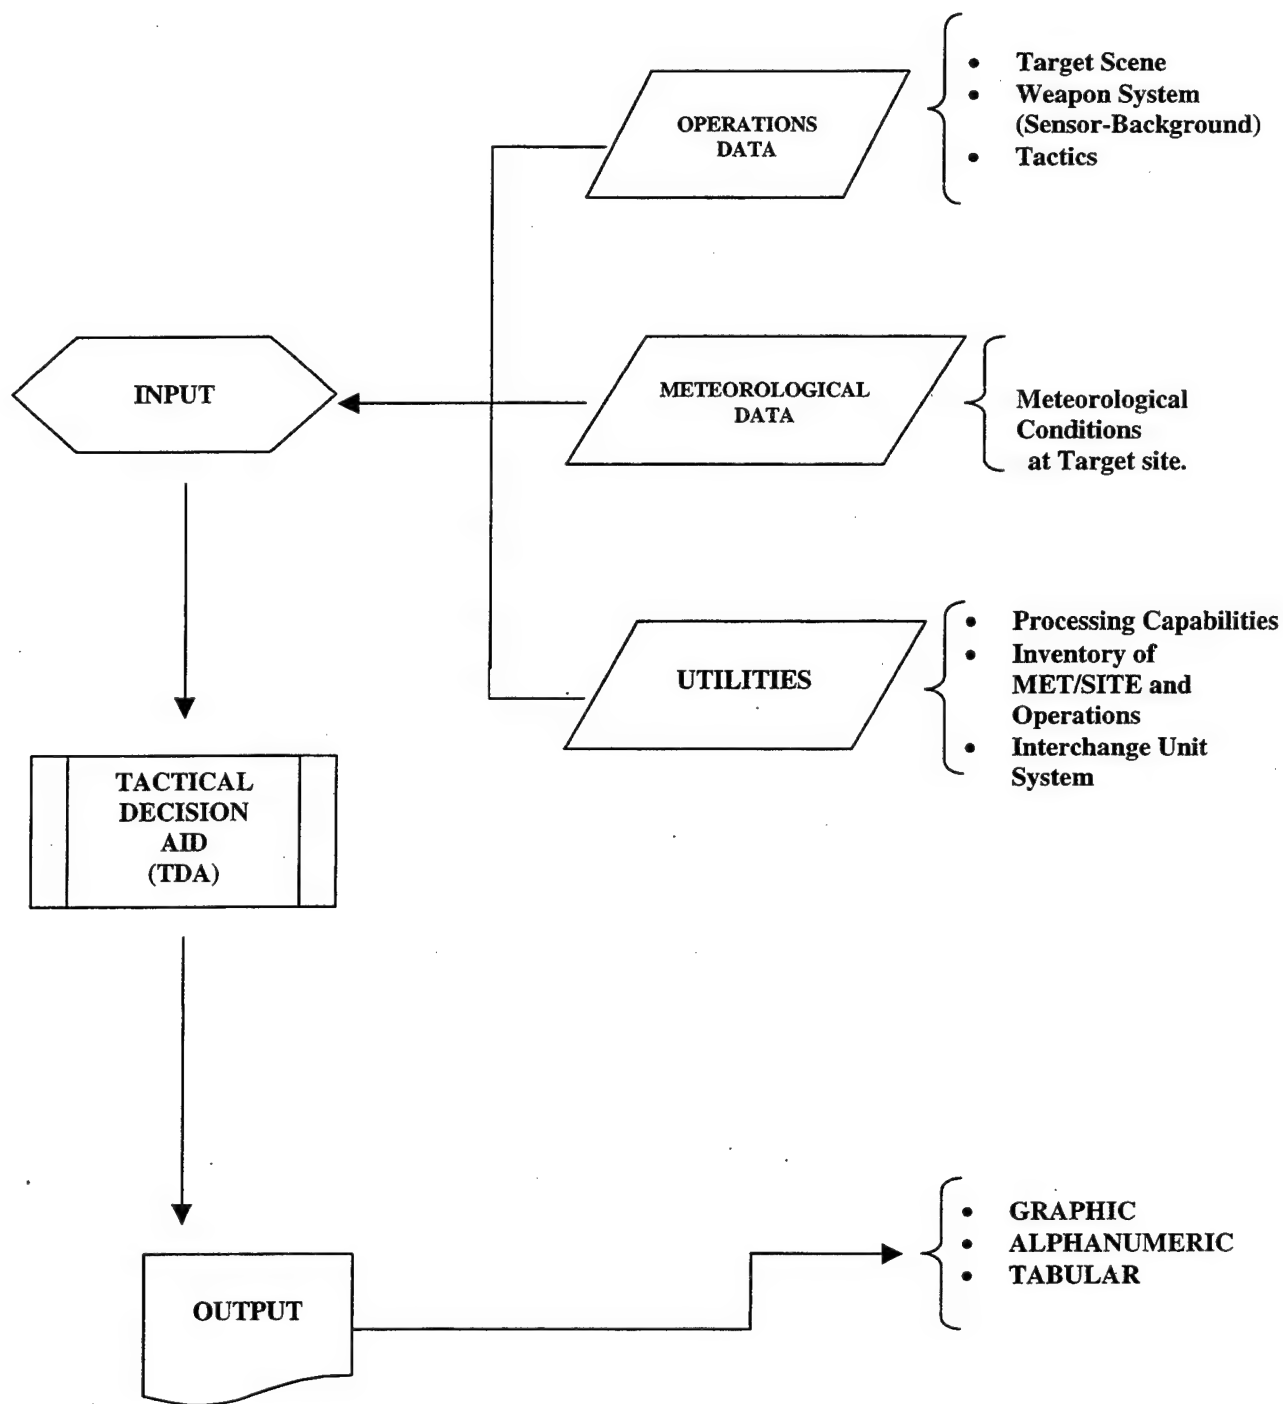 OPERATIONS
DATA
• Target Scene
• Weapon System
(Sensor-Background)
• Tactics
INPUT
METEOROLOGICAL
DATA
Meteorological
Conditions
at Target site.
UTILITIES
• Processing Capabilities
• Inventory of
MET/SITE and
Operations
• Interchange Unit
System
TACTICAL
DECISION
AID
(TDA)
OUTPUT
• GRAPHIC
• ALPHANUMERIC
• TABULAR